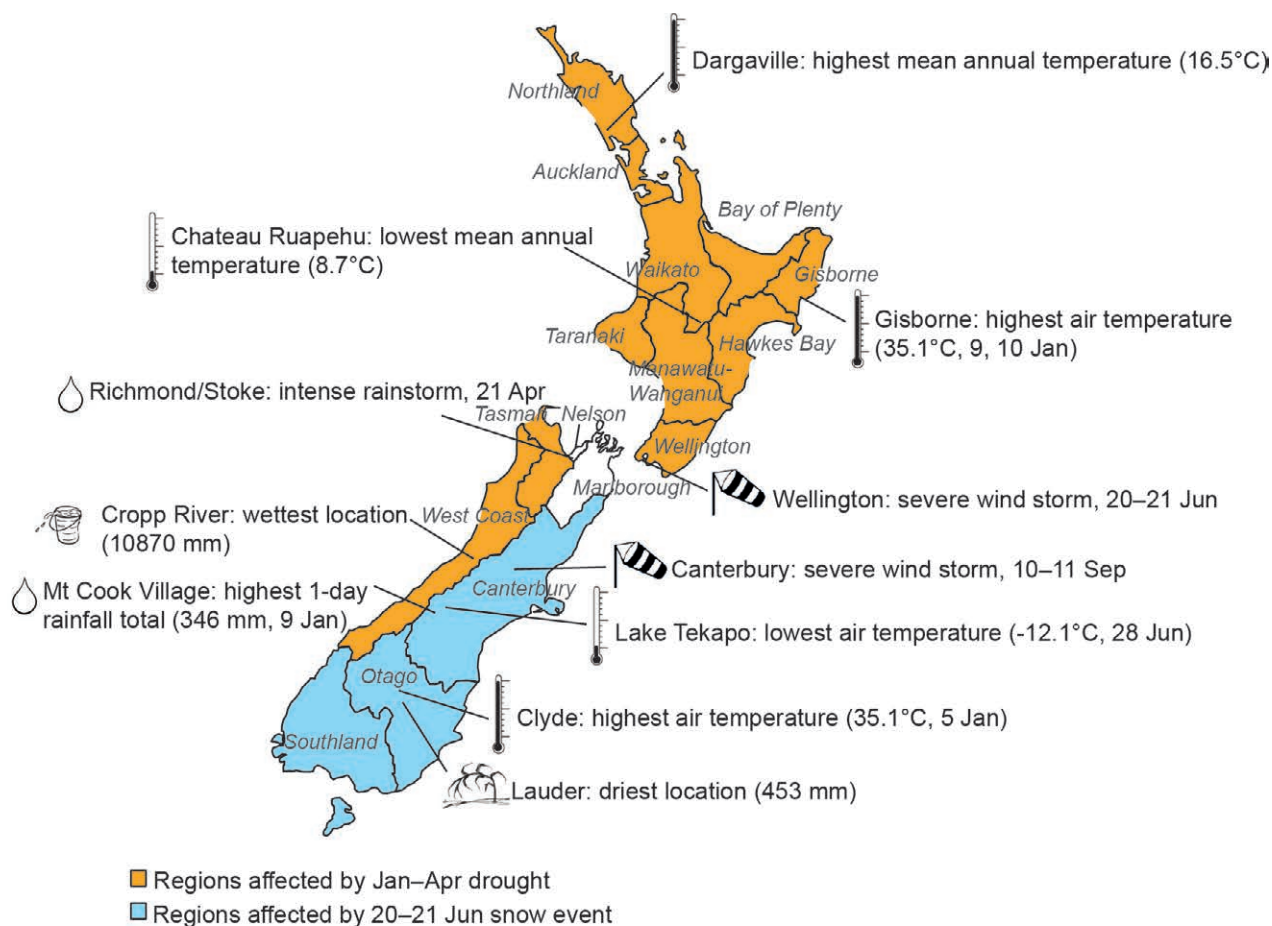 Dargaville: highest mean annual temperature (16.5°C)
Northland
Auckland
Bay of Plenty
Chateau Ruapehu: lowest mean annual
temperature (8.7°C)
Waikato
Gisborne
Gisborne: highest air temperature
(35.1°C, 9, 10 Jan)
Taranaki
Hawkes Bay
Manawatu-
Wahganui
Richmond/Stoke: intense rainstorm, 21 Apr
Tasman
Nelson
Wellington
Marlborough
Wellington: severe wind storm, 20–21 Jun
Cropp River: wettest location
(10870 mm)
West Coast
Canterbury: severe wind storm, 10–11 Sep
Canterbury
Mt Cook Village: highest 1-day
rainfall total (346 mm, 9 Jan)
Lake Tekapo: lowest air temperature (-12.1°C, 28 Jun)
Otago
Clyde: highest air temperature (35.1°C, 5 Jan)
Southland
Lauder: driest location (453 mm)
Regions affected by Jan–Apr drought
Regions affected by 20–21 Jun snow event